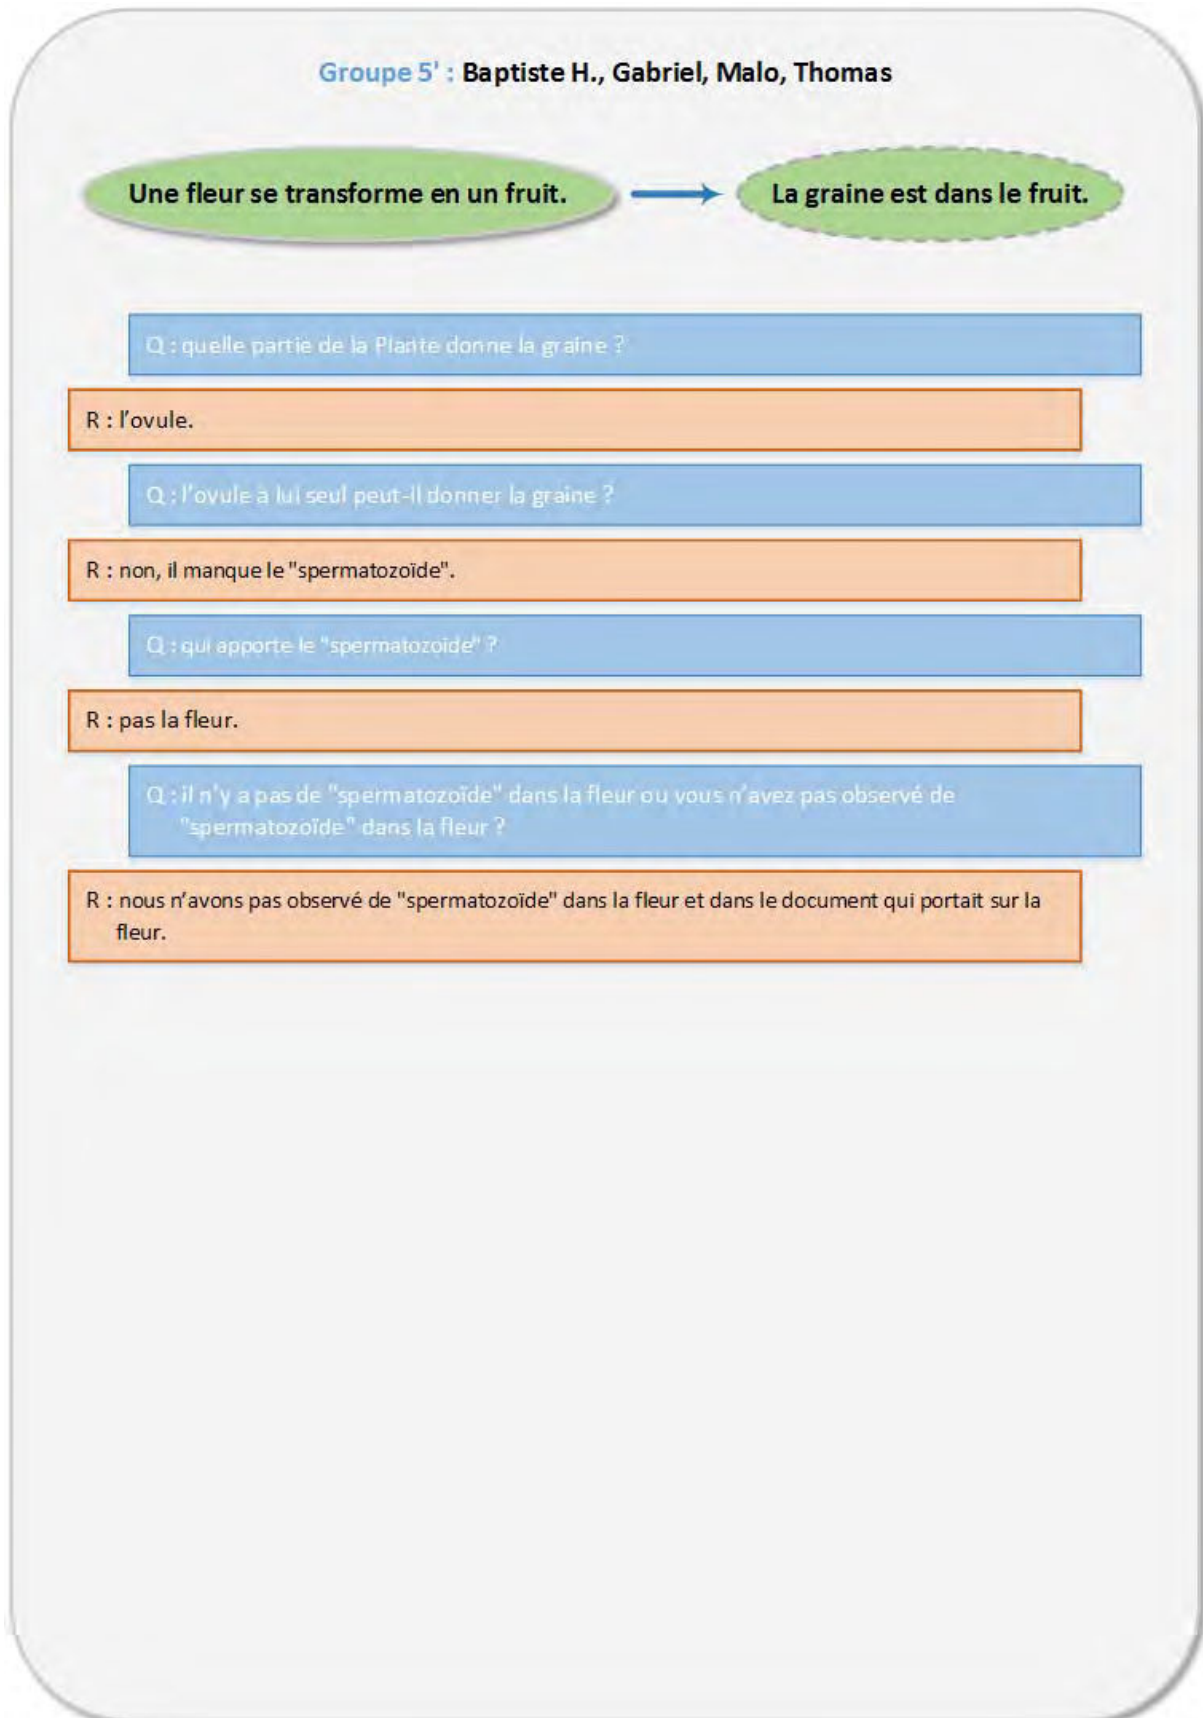 Groupe 5' : Baptiste H., Gabriel, Malo, Thomas
Une fleur se transforme en un fruit.
La graine est dans le fruit.
Q : quelle partie de la Plante donne la graine ?
R : l'ovule.
Q : l'ovule à lui seul peut-il donner la graine ?
R : non, il manque le "spermatozoïde".
Q : qui apporte le "spermatozoïde" ?
R : pas la fleur.
Q : il n'y a pas de "spermatozoïde" dans la fleur ou vous n'avez pas observé de
"spermatozoïde" dans la fleur ?
R : nous n'avons pas observé de "spermatozoïde" dans la fleur et dans le document qui portait sur la
fleur.